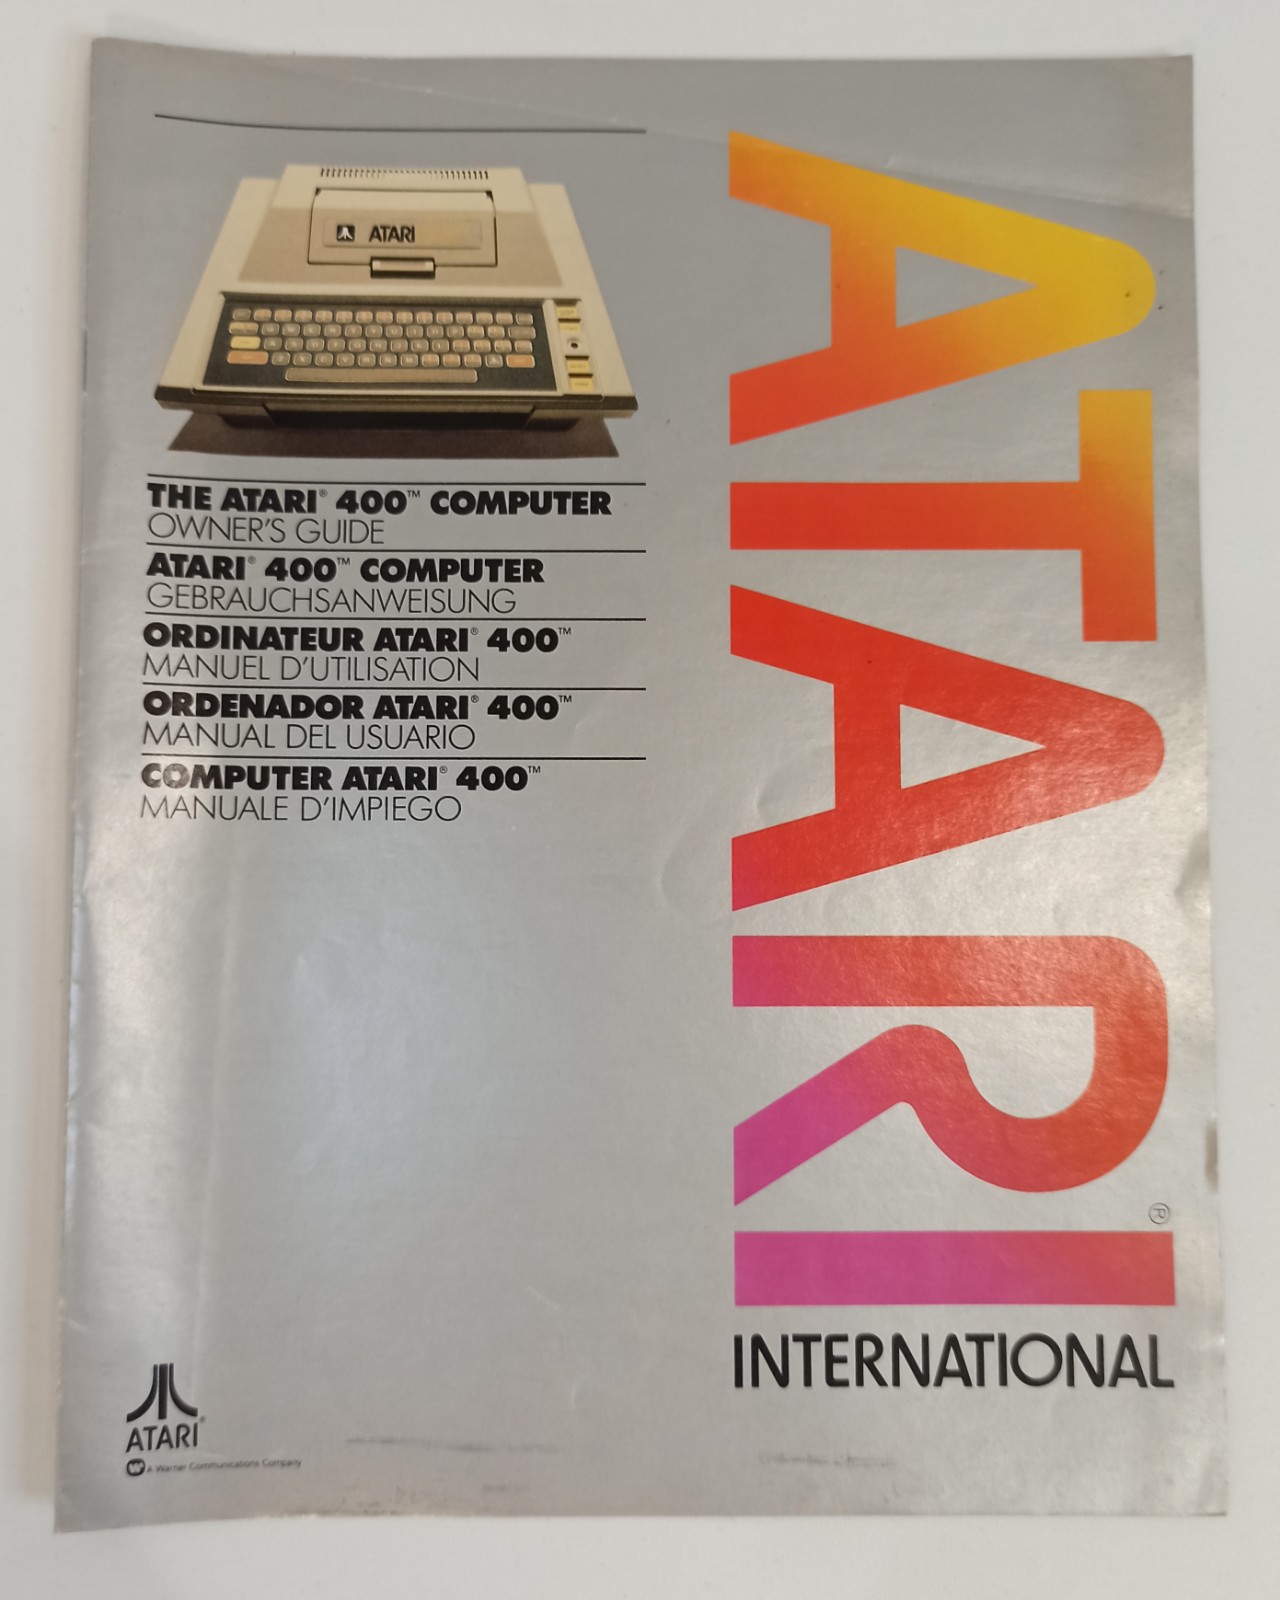 ATARI
THE ATARI® 400™ COMPUTER
OWNER'S GUIDE
ATARI® 400™ COMPUTER
GEBRAUCHSANWEISUNG
ORDINATEUR ATARI® 400™
MANUEL D'UTILISATION
ORDENADOR ATARI® 400™
MANUAL DEL USUARIO
COMPUTER ATARI® 400™
MANUALE D'IMPIEGO
ATARI®
INTERNATIONAL
ATARI®
A Warner Communications Company